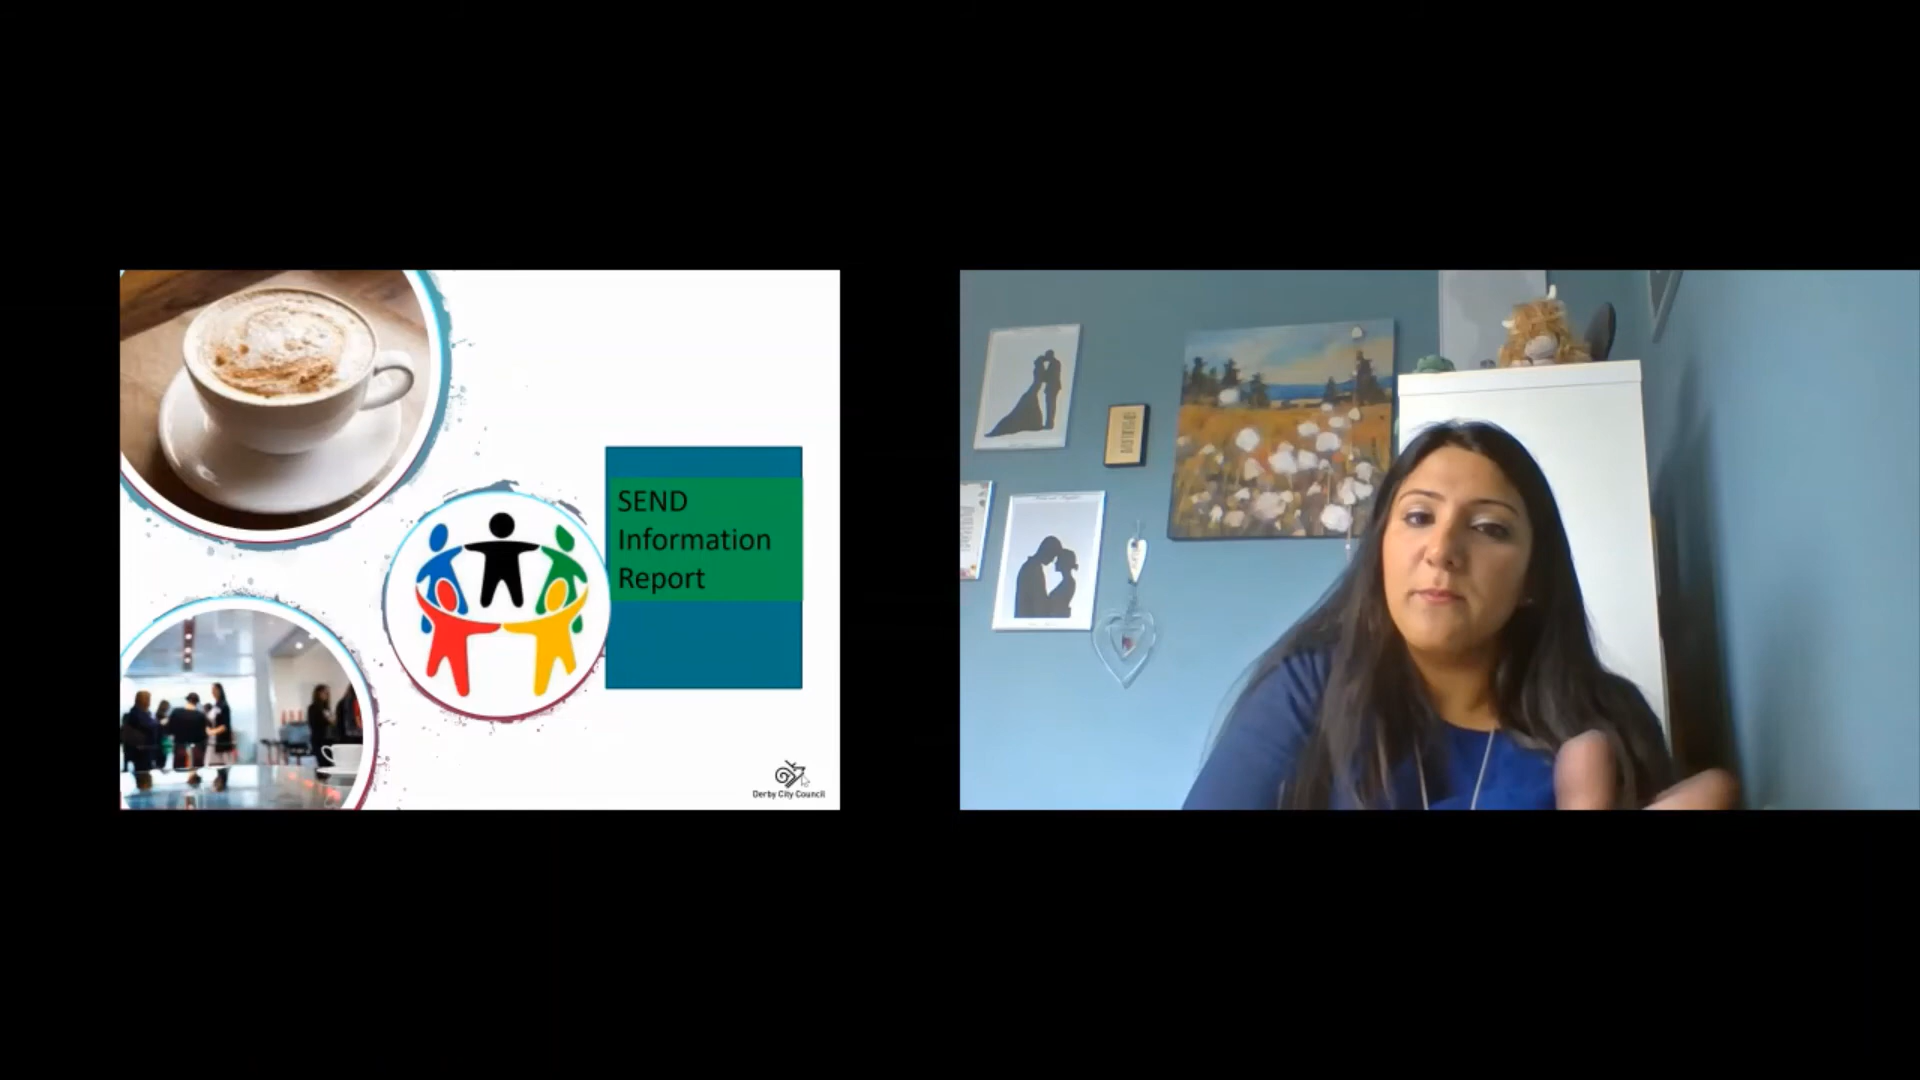 SEND
Information
Report
Derby City Council